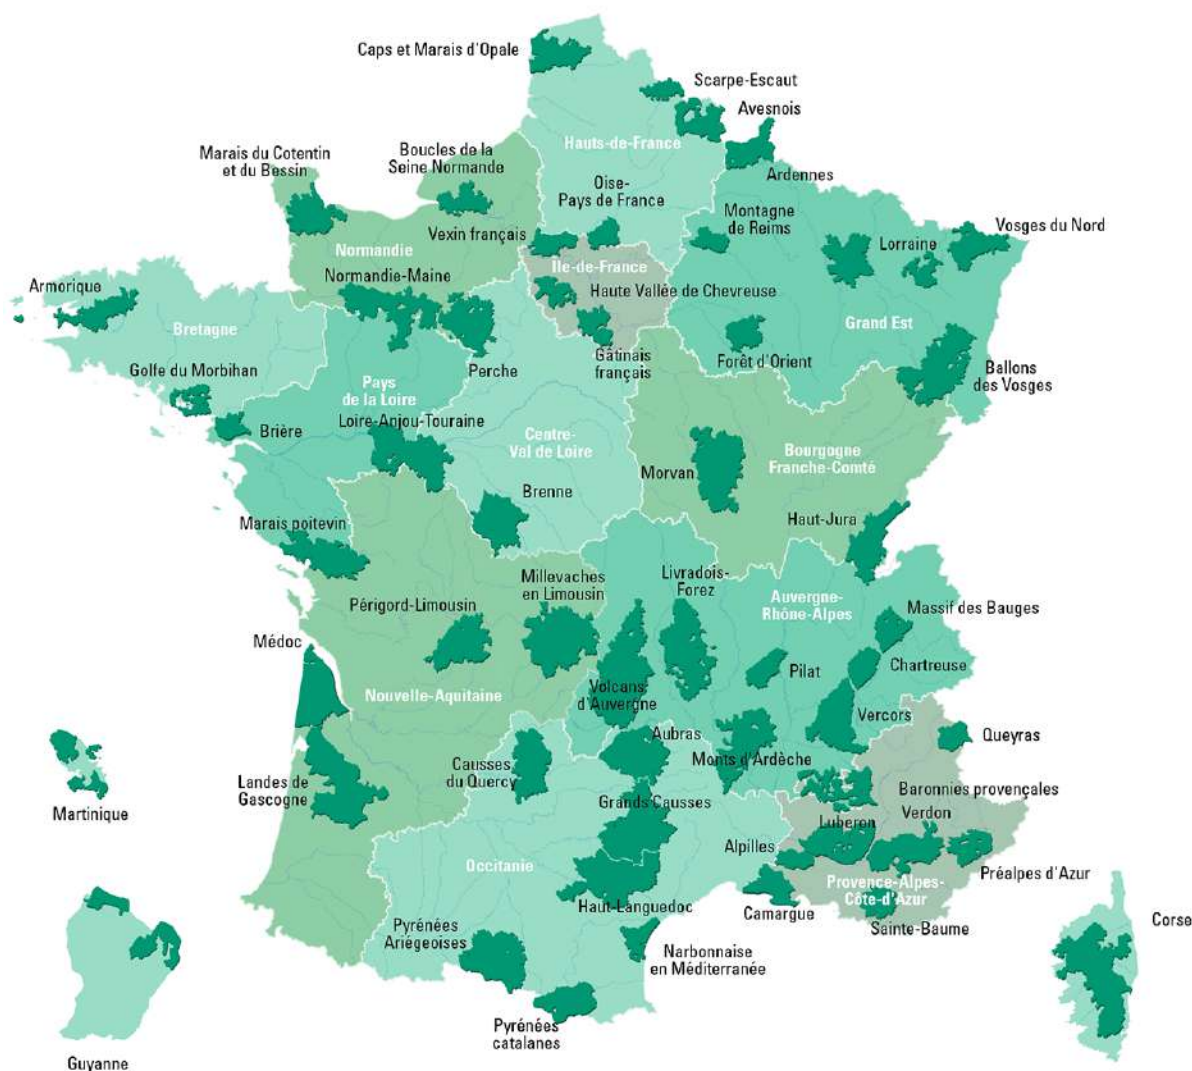 Caps et Marais d'Opale
Scarpe-Escaut
Avesnois
Hauts-de-France
Marais du Cotentin
et du Bessin
Boucles de la
Seine Normande
Ardennes
Oise-
Pays de France
Montagne
de Reims
Vosges du Nord
Vexin français
Normandie
Lorraine
Ile-de-France
Normandie-Maine
Armorique
Haute Vallée de Chevreuse
Bretagne
Grand Est
Golfe du Morbihan
Perche
Gâtinais
français
Forêt d'Orient
Ballons
des Vosges
Pays
de la Loire
Brière
Loire-Anjou-Touraine
Centre-
Val de Loire
Bourgogne
Franche-Comté
Morvan
Brenne
Marais poitevin
Haut-Jura
Millevaches
en Limousin
Livradois-
Forez
Périgord-Limousin
Auvergne-
Rhône-Alpes
Massif des Bauges
Médoc
Chartreuse
Pilat
Nouvelle-Aquitaine
Volcans
d'Auvergne
Vercors
Aubras
Queyras
Causses
du Quercy
Monts d'Ardèche
Landes de
Gascogne
Baronnies provençales
Martinique
Grands Causses
Verdon
Luberon
Alpilles
Occitanie
Préalpes d'Azur
Provence-Alpes-
Côte-d'Azur
Haut-Languedoc
Camargue
Sainte-Baume
Corse
Pyrénées
Ariégeoises
Narbonnaise
en Méditerranée
Pyrénées
catalanes
Guyanne